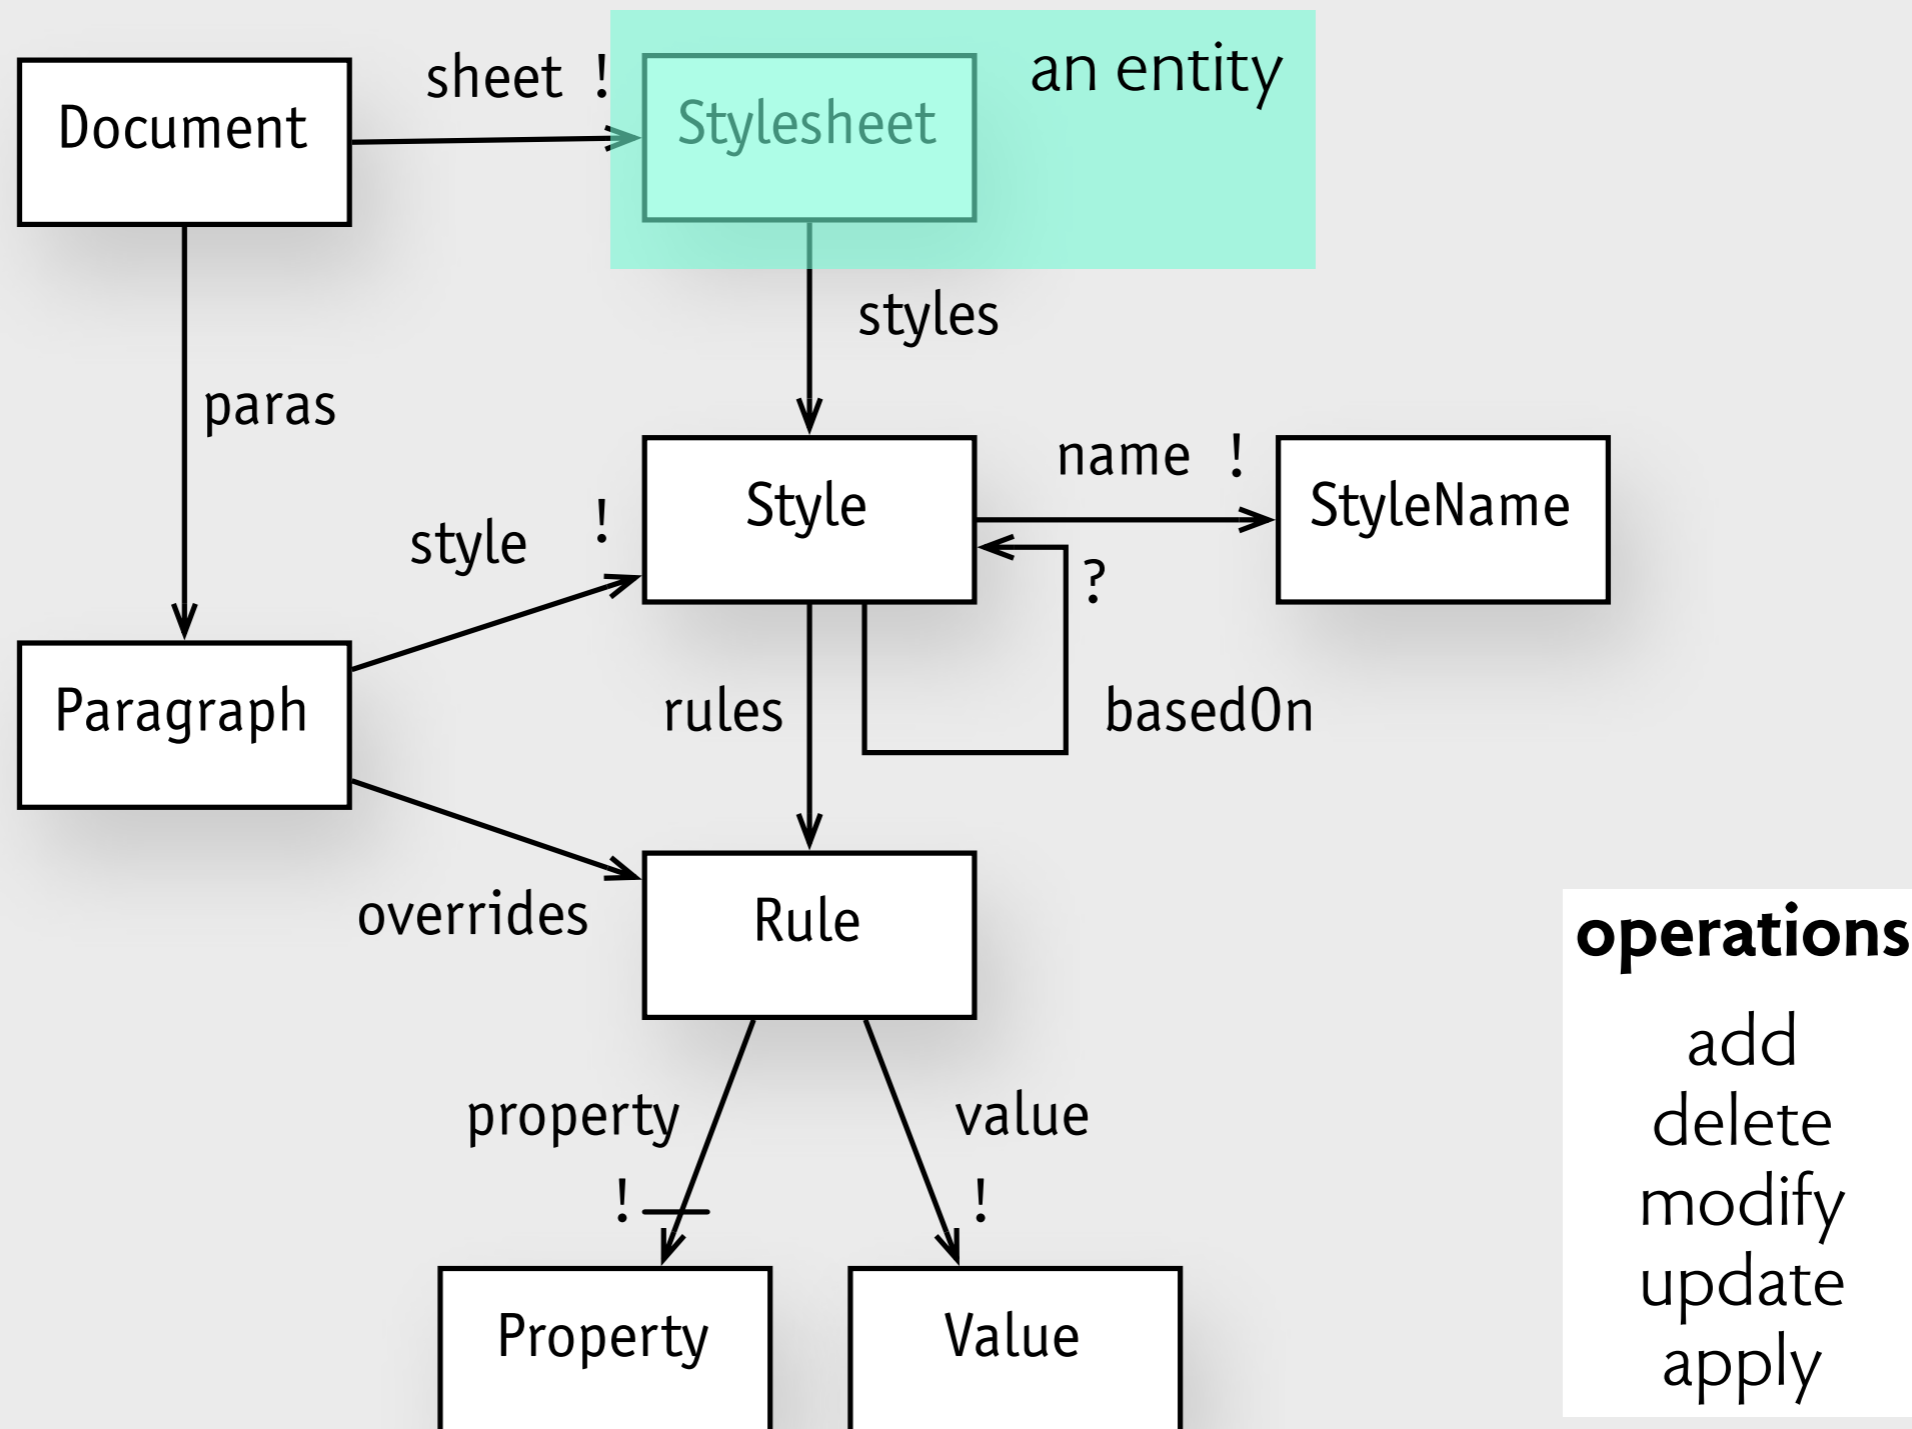 sheet !
an entity
Document
Stylesheet
styles
paras
name !
style !
Style
StyleName
?
Paragraph
rules
basedOn
overrides
Rule
operations
add
delete
modify
update
apply
property
value
!
!
Property
Value